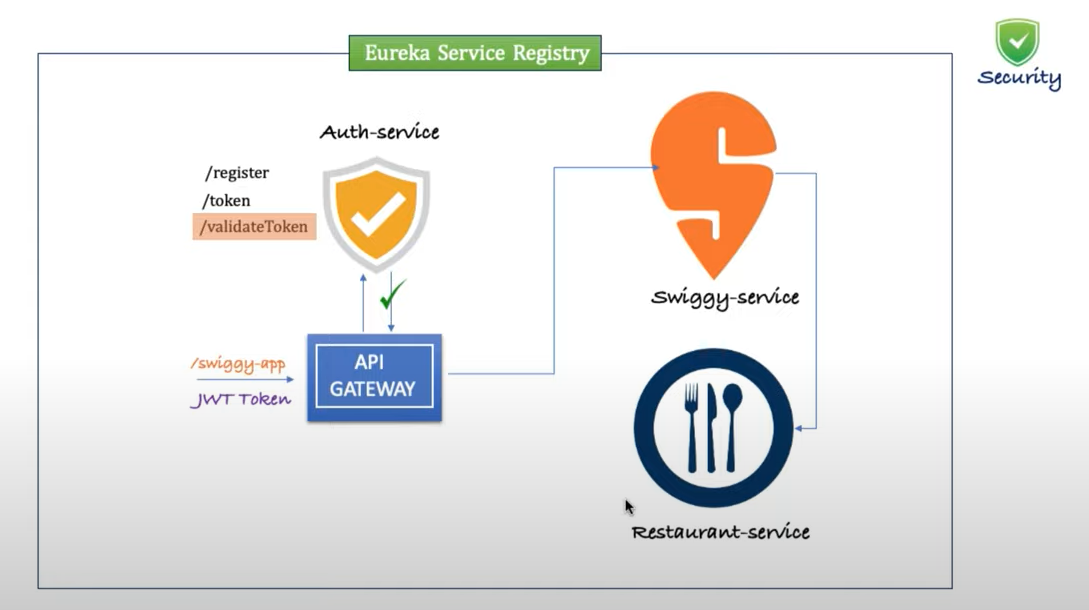 Eureka Service Registry
Security
Auth-service
/register
/token
/validateToken
/swiggy-app
JWT Token
API
GATEWAY
Swiggy-service
Restaurant-service